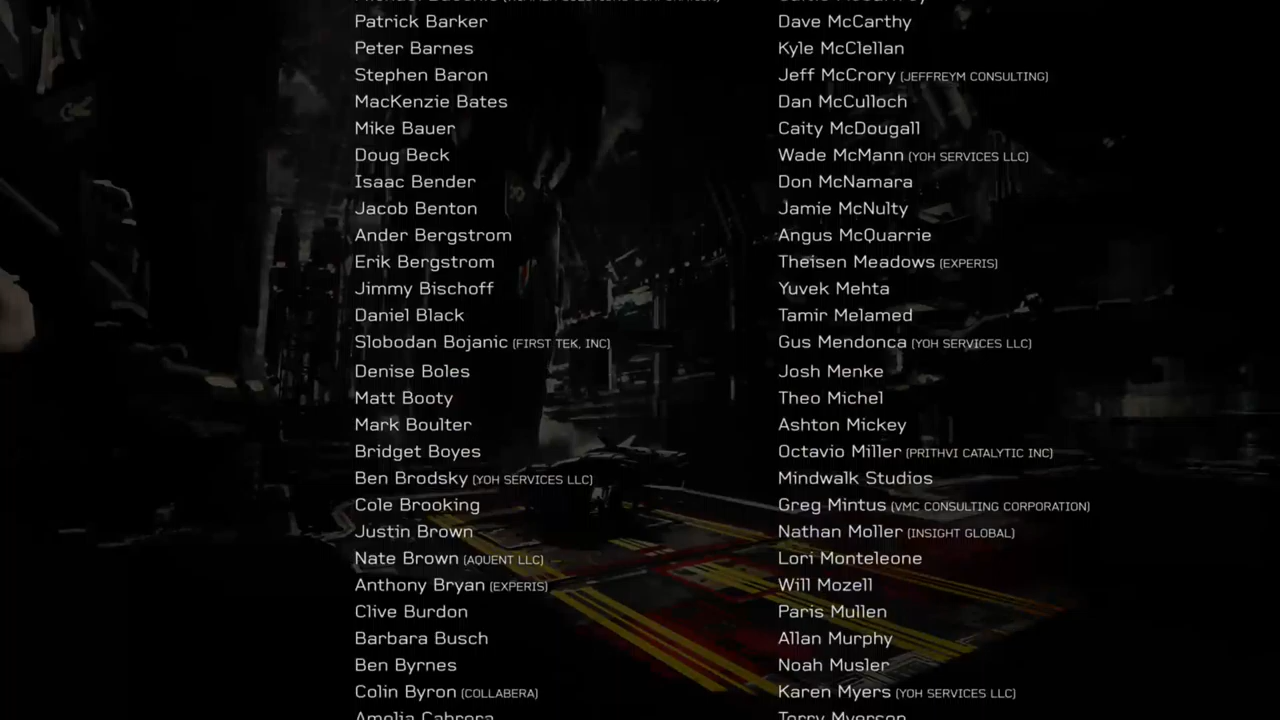 Patrick Barker
Peter Barnes
Stephen Baron
MacKenzie Bates
Mike Bauer
Doug Beck
Isaac Bender
Jacob Benton
Ander Bergstrom
Erik Bergstrom
Jimmy Bischoff
Daniel Black
Slobodan Bojanic (FIRST TEK, INC)
Denise Boles
Matt Booty
Mark Boulter
Bridget Boyes
Ben Brodsky (YOH SERVICES LLC)
Cole Brooking
Justin Brown
Nate Brown (AQUENT LLC)
Anthony Bryan (EXPERIS)
Clive Burdon
Barbara Busch
Ben Byrnes
Colin Byron (COLLABERA)
Amelia Cabrera
Dave McCarthy
Kyle McClellan
Jeff McCrory (JEFFREYM CONSULTING)
Dan McCulloch
Caity McDougall
Wade McMann (YOH SERVICES LLC)
Don McNamara
Jamie McNulty
Angus McQuarrie
Theisen Meadows (EXPERIS)
Yuvek Mehta
Tamir Melamed
Gus Mendonca (YOH SERVICES LLC)
Josh Menke
Theo Michel
Ashton Mickey
Octavio Miller (PRITHVI CATALYTIC INC)
Mindwalk Studios
Greg Mintus (VMC CONSULTING CORPORATION)
Nathan Moller (INSIGHT GLOBAL)
Lori Monteleone
Will Mozell
Paris Mullen
Allan Murphy
Noah Musler
Karen Myers (YOH SERVICES LLC)
Terry Myerson